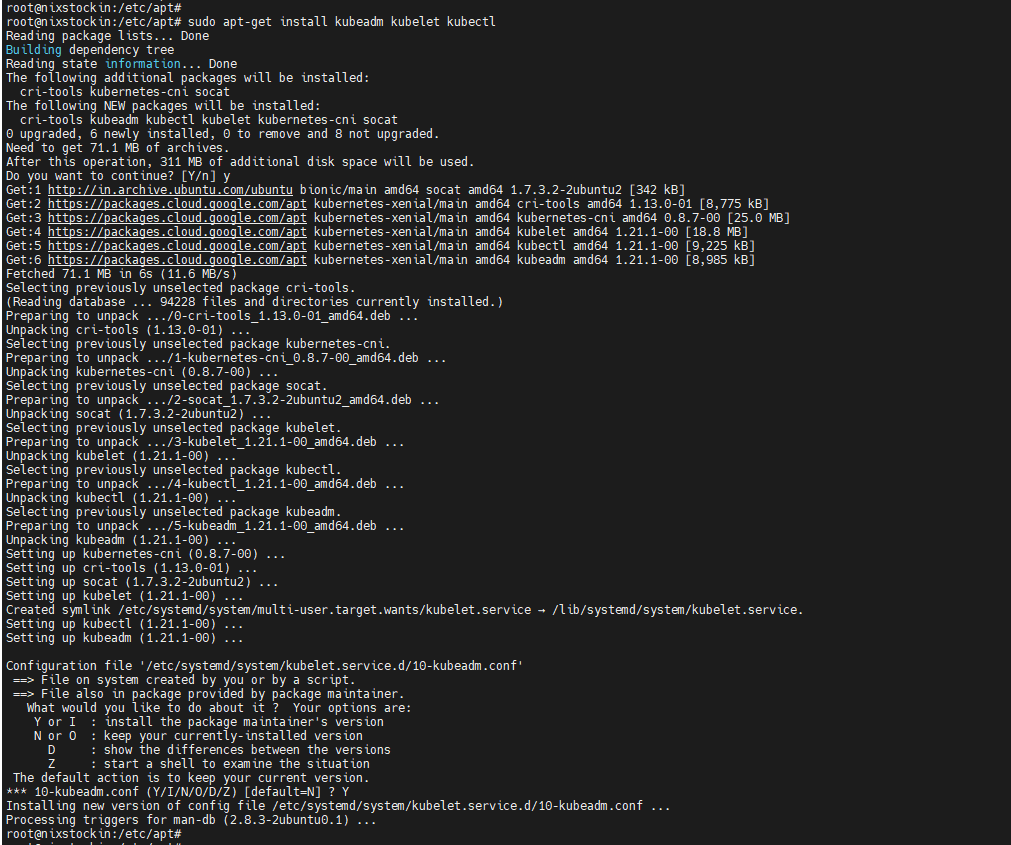 root@nixstockin:/etc/apt#
root@nixstockin:/etc/apt# sudo apt-get install kubeadm kubelet kubectl
Reading package lists... Done
Building dependency tree
Reading state information... Done
The following additional packages will be installed:
  cri-tools kubernetes-cni socat
The following NEW packages will be installed:
  cri-tools kubeadm kubectl kubelet kubernetes-cni socat
0 upgraded, 6 newly installed, 0 to remove and 8 not upgraded.
Need to get 71.1 MB of archives.
After this operation, 311 MB of additional disk space will be used.
Do you want to continue? [Y/n] y
Get:1 http://in.archive.ubuntu.com/ubuntu bionic/main amd64 socat amd64 1.7.3.2-2ubuntu2 [342 kB]
Get:2 https://packages.cloud.google.com/apt kubernetes-xenial/main amd64 cri-tools amd64 1.13.0-01 [8,775 kB]
Get:3 https://packages.cloud.google.com/apt kubernetes-xenial/main amd64 kubernetes-cni amd64 0.8.7-00 [25.0 MB]
Get:4 https://packages.cloud.google.com/apt kubernetes-xenial/main amd64 kubelet amd64 1.21.1-00 [18.8 MB]
Get:5 https://packages.cloud.google.com/apt kubernetes-xenial/main amd64 kubectl amd64 1.21.1-00 [9,225 kB]
Get:6 https://packages.cloud.google.com/apt kubernetes-xenial/main amd64 kubeadm amd64 1.21.1-00 [8,985 kB]
Fetched 71.1 MB in 6s (11.6 MB/s)
Selecting previously unselected package cri-tools.
(Reading database ... 94228 files and directories currently installed.)
Preparing to unpack .../0-cri-tools_1.13.0-01_amd64.deb ...
Unpacking cri-tools (1.13.0-01) ...
Selecting previously unselected package kubernetes-cni.
Preparing to unpack .../1-kubernetes-cni_0.8.7-00_amd64.deb ...
Unpacking kubernetes-cni (0.8.7-00) ...
Selecting previously unselected package socat.
Preparing to unpack .../2-socat_1.7.3.2-2ubuntu2_amd64.deb ...
Unpacking socat (1.7.3.2-2ubuntu2) ...
Selecting previously unselected package kubelet.
Preparing to unpack .../3-kubelet_1.21.1-00_amd64.deb ...
Unpacking kubelet (1.21.1-00) ...
Selecting previously unselected package kubectl.
Preparing to unpack .../4-kubectl_1.21.1-00_amd64.deb ...
Unpacking kubectl (1.21.1-00) ...
Selecting previously unselected package kubeadm.
Preparing to unpack .../5-kubeadm_1.21.1-00_amd64.deb ...
Unpacking kubeadm (1.21.1-00) ...
Setting up kubernetes-cni (0.8.7-00) ...
Setting up cri-tools (1.13.0-01) ...
Setting up socat (1.7.3.2-2ubuntu2) ...
Setting up kubelet (1.21.1-00) ...
Created symlink /etc/systemd/system/multi-user.target.wants/kubelet.service → /lib/systemd/system/kubelet.service.
Setting up kubectl (1.21.1-00) ...
Setting up kubeadm (1.21.1-00) ...

Configuration file '/etc/systemd/system/kubelet.service.d/10-kubeadm.conf'
 ==> File on system created by you or by a script.
 ==> File also in package provided by package maintainer.
   What would you like to do about it ?  Your options are:
    Y or I  : install the package maintainer's version
    N or O  : keep your currently-installed version
      D     : show the differences between the versions
      Z     : start a shell to examine the situation
 The default action is to keep your current version.
*** 10-kubeadm.conf (Y/I/N/O/D/Z) [default=N] ? Y
Installing new version of config file /etc/systemd/system/kubelet.service.d/10-kubeadm.conf ...
Processing triggers for man-db (2.8.3-2ubuntu0.1) ...
root@nixstockin:/etc/apt#